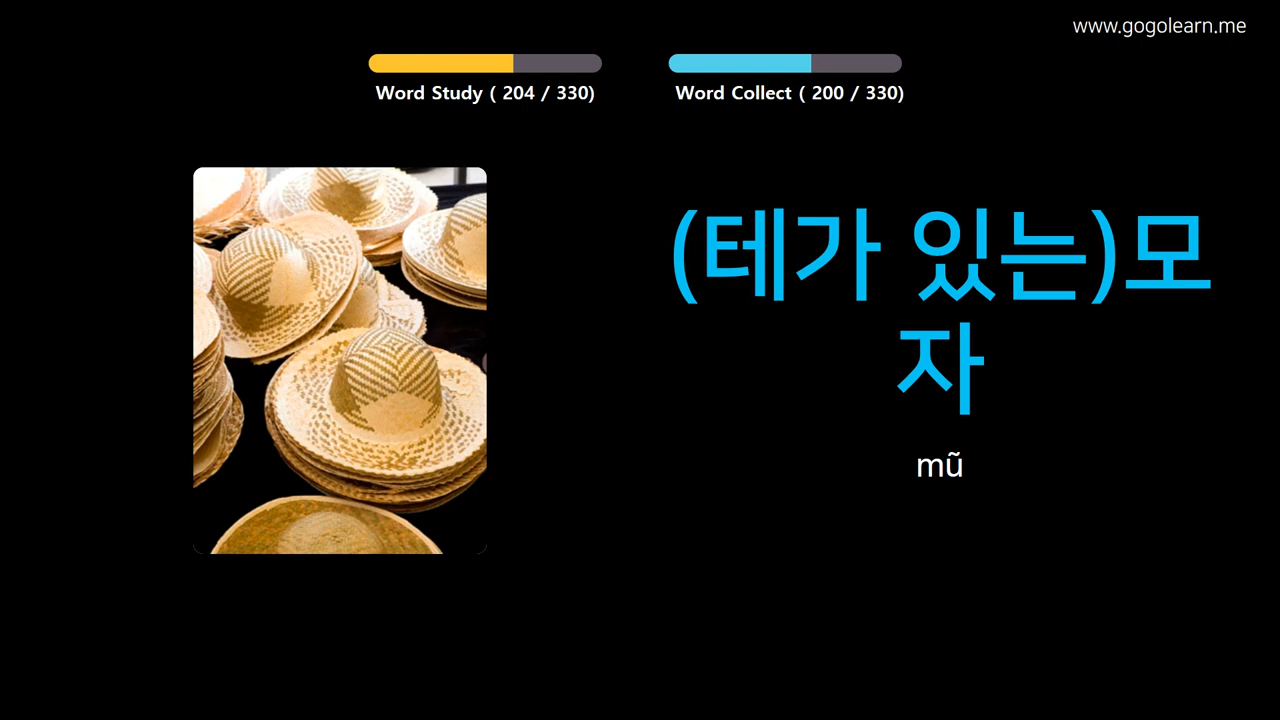 www.gogolearn.me
Word Study ( 204 / 330)
Word Collect ( 200 / 330)
(테가 있는)모
자
mũ